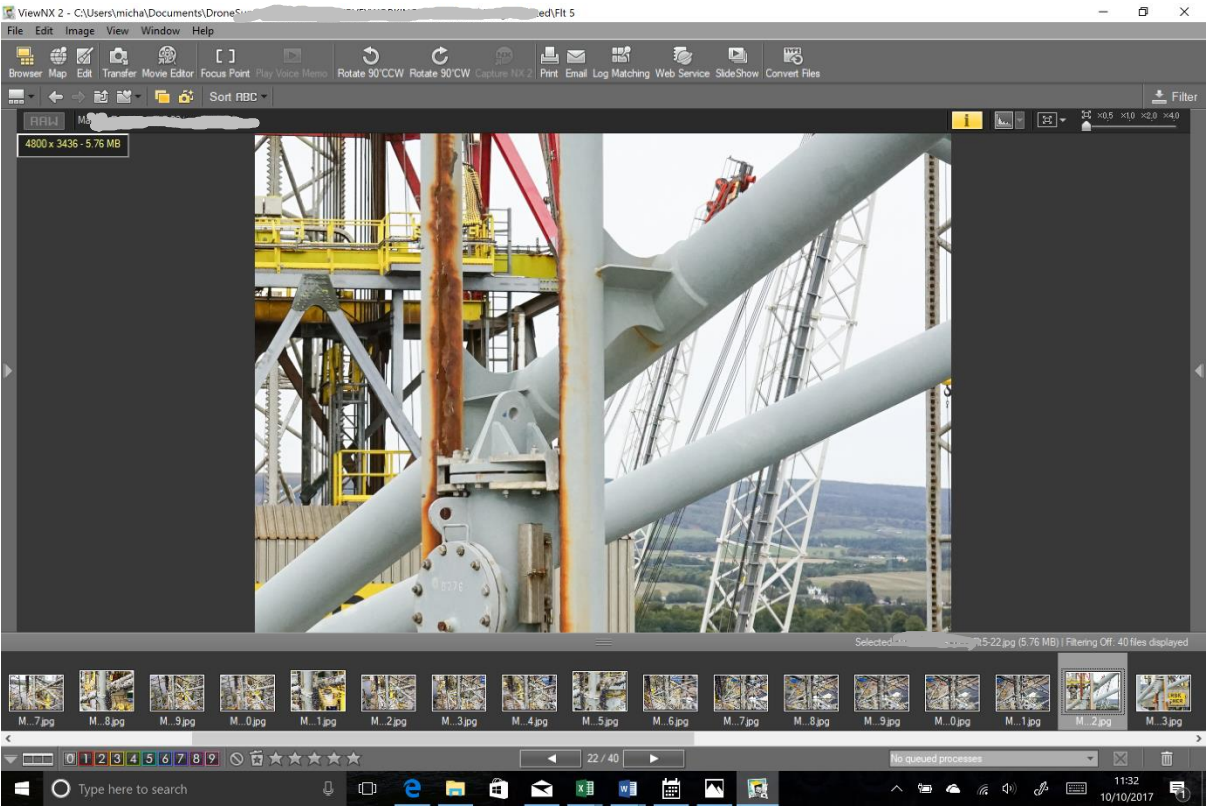 ViewNX 2 - C:\Users\micha\Documents\DroneSu ed\Flt 5
File Edit Image View Window Help
Browser Map Edit Transfer Movie Editor Focus Point Play Voice Memo Rotate 90°CCW Rotate 90°CW Capture NX 2 Print Email Log Matching Web Service SlideShow Convert Files
Sort ABC Filter
RAW Ma i x0.5 x1.0 x2.0 x4.0
4800 x 3436 - 5.76 MB
Selected: 5-22.jpg (5.76 MB) | Filtering Off: 40 files displayed
M...7.jpg M...8.jpg M...9.jpg M...0.jpg M...1.jpg M...2.jpg M...3.jpg M...4.jpg M...5.jpg M...6.jpg M...7.jpg M...8.jpg M...9.jpg M...0.jpg M...1.jpg M...2.jpg M...3.jpg
0 1 2 3 4 5 6 7 8 9 22 / 40 No queued processes
Type here to search 11:32
10/10/2017